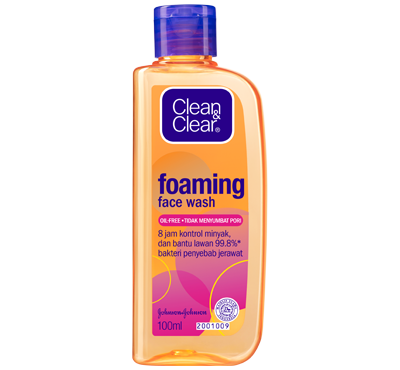 Clean &
Clear®
foaming
face wash
OIL-FREE • TIDAK MENYUMBAT PORI
8 jam kontrol minyak,
dan bantu lawan 99.8%*
bakteri penyebab jerawat
Johnson & Johnson
100ml
2001009